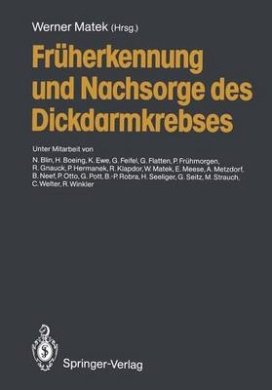 Werner Matek (Hrsg.)
Früherkennung
und Nachsorge des
Dickdarmkrebses
Unter Mitarbeit von
N. Blin, H. Boeing, K. Ewe, G. Feifel, G. Flatten, P. Frühmorgen,
R. Gnauck, P. Hermanek, R. Klapdor, W. Matek, E. Meese, A. Metzdorf,
B. Neef, P. Otto, G. Pott, B.-P. Robra, H. Seeliger, G. Seitz, M. Strauch,
C. Welter, R. Winkler
Springer-Verlag